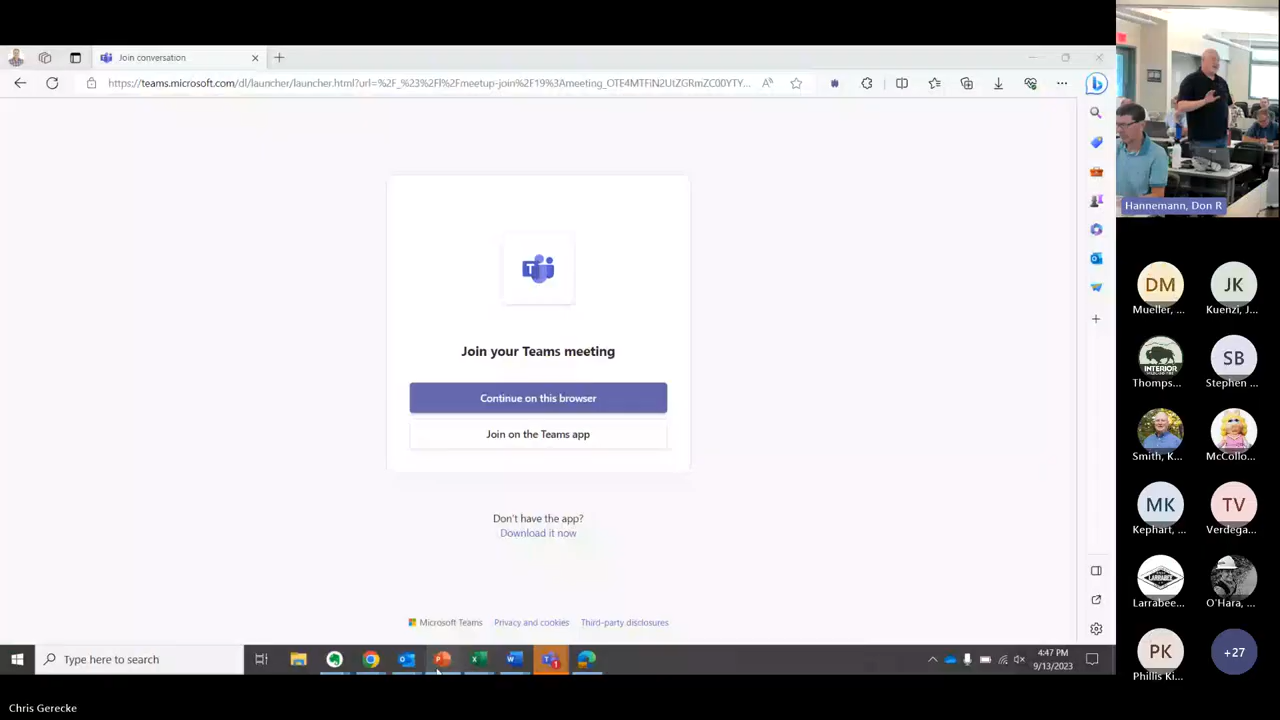 Join conversation
https://teams.microsoft.com/dl/launcher/launcher.html?url=%2F_%23%2Fl%2Fmeetup-join%2F19%3Ameeting_OTE4MTFiN2UtZGRmZC00YTY...
Hannemann, Don R
Join your Teams meeting
Continue on this browser
Join on the Teams app
Don't have the app?
Download it now
Microsoft Teams Privacy and cookies Third-party disclosures
DM JK
Mueller, ... Kuenzi, J...
INTERIOR SB
Thomps... Stephen ...
Smith, K... McCollo...
MK TV
Kephart, ... Verdega...
LARRABEE
Larrabee... O'Hara, ...
PK +27
Phillis Ki...
Type here to search
4:47 PM
9/13/2023
Chris Gerecke